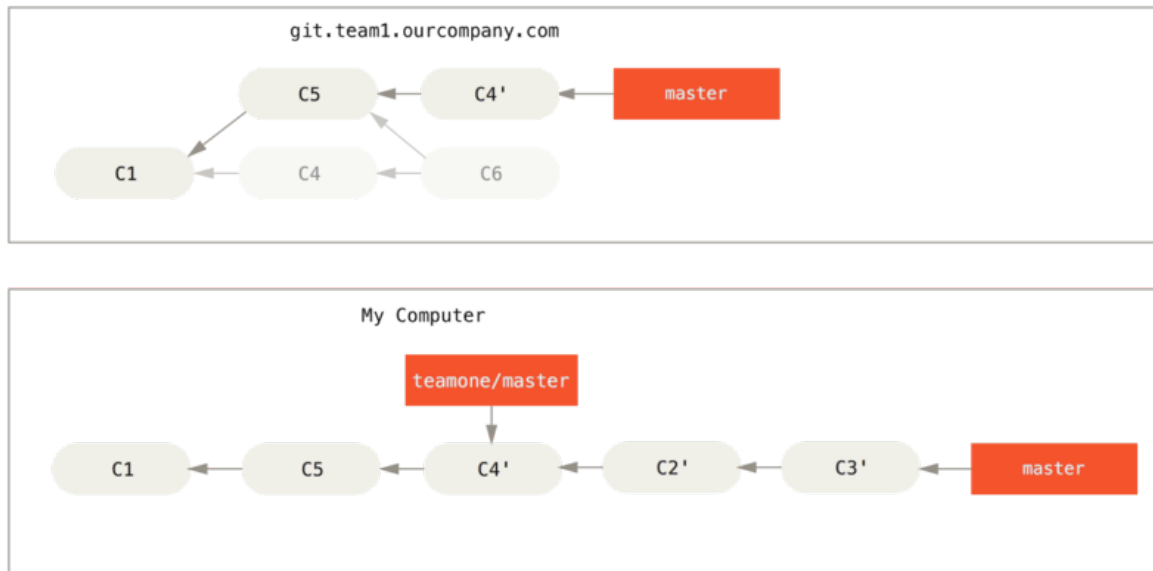 git.team1.ourcompany.com
C5 C4' master
C1 C4 C6
My Computer
teamone/master
C1 C5 C4' C2' C3' master